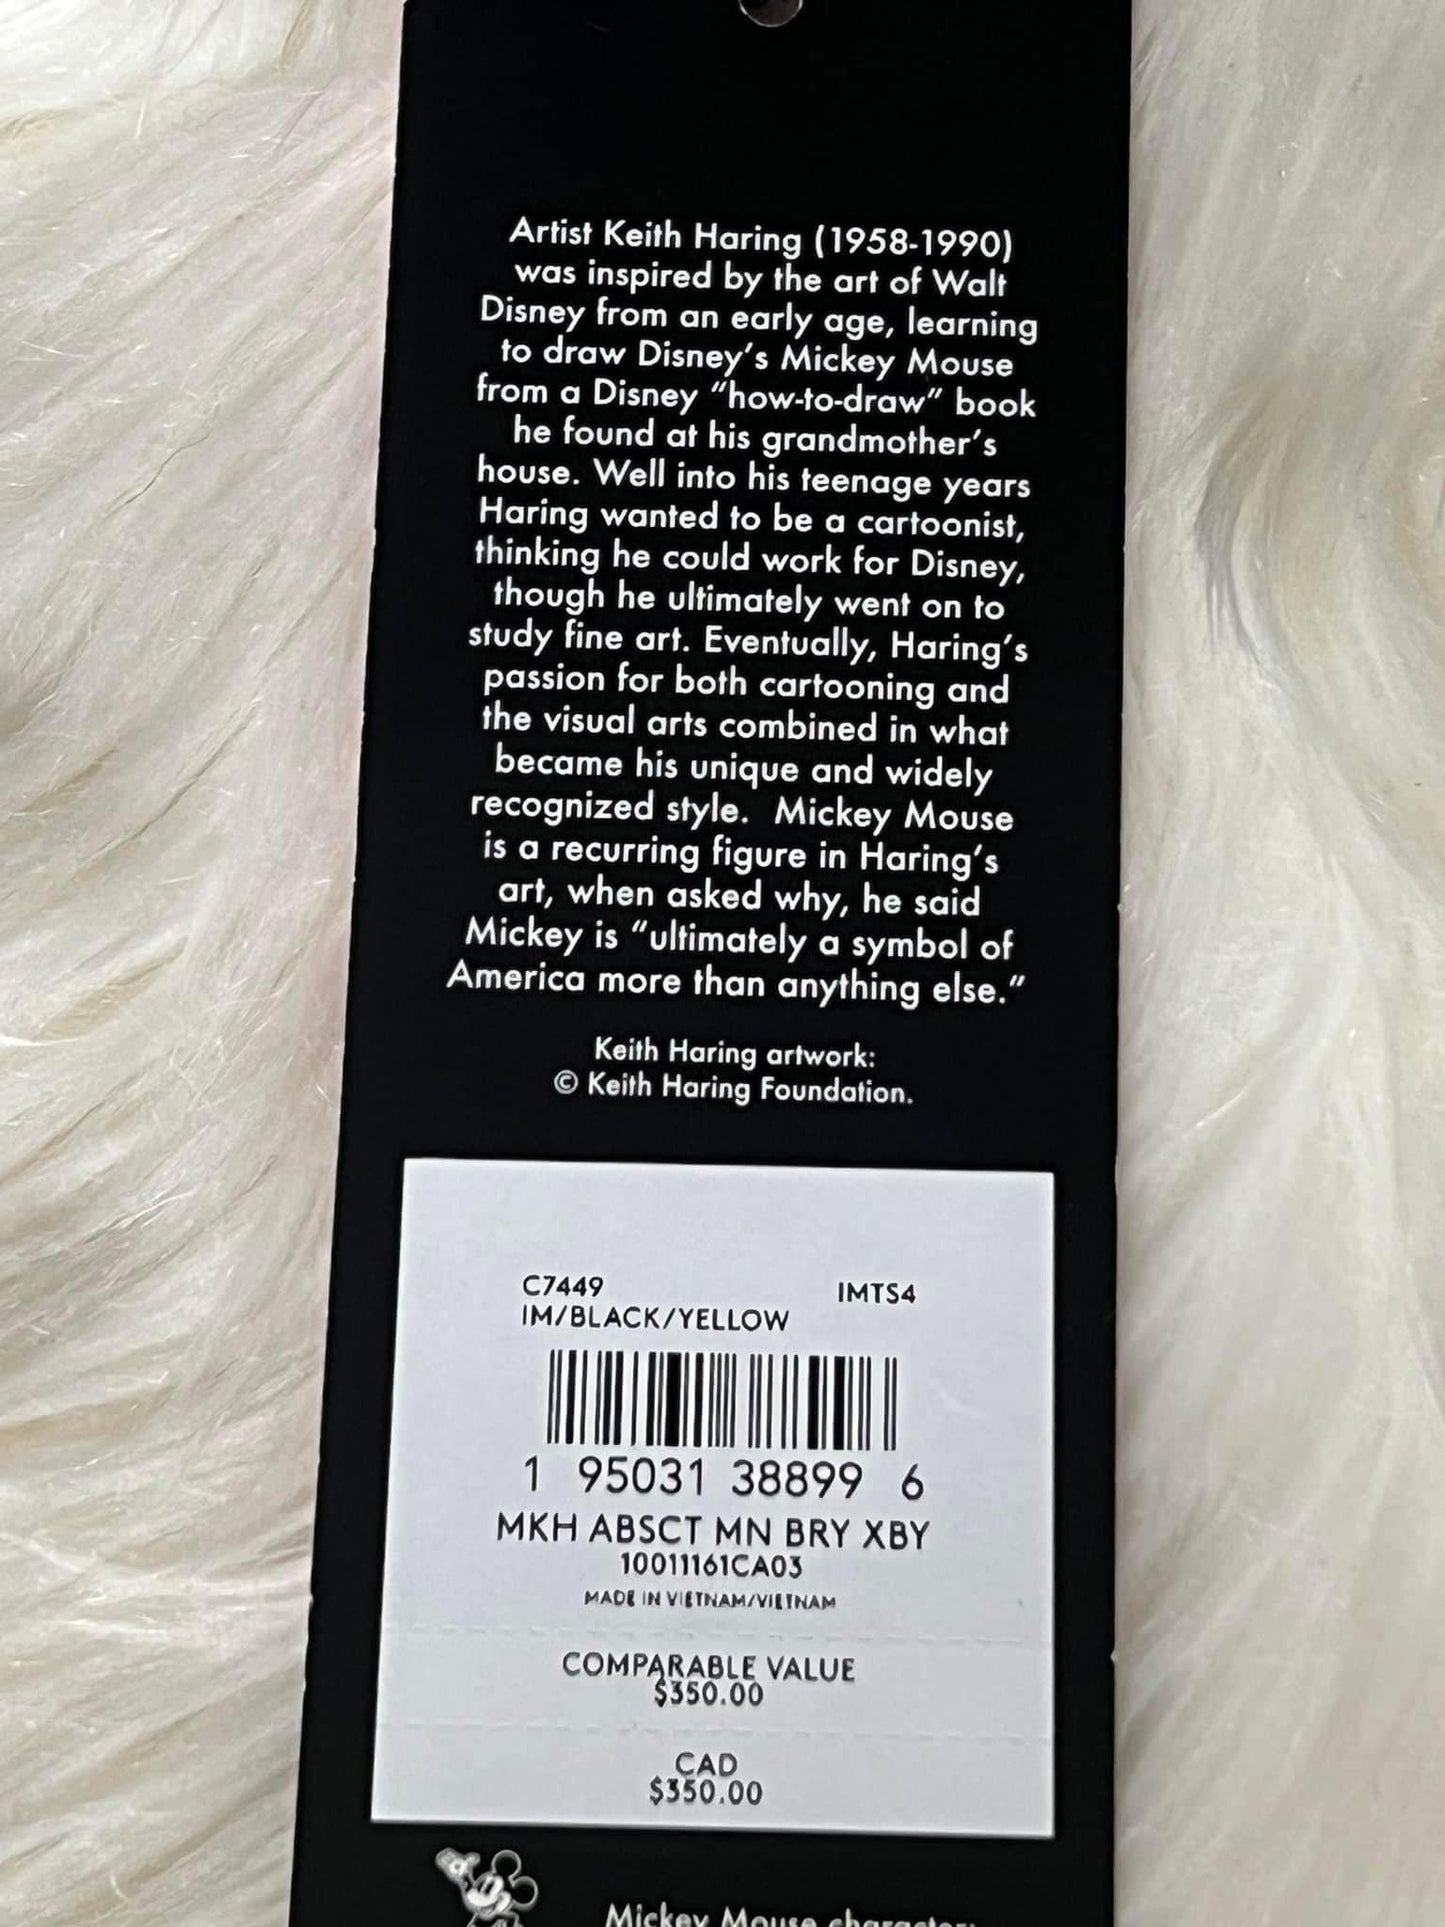 Artist Keith Haring (1958-1990)
was inspired by the art of Walt
Disney from an early age, learning
to draw Disney's Mickey Mouse
from a Disney "how-to-draw" book
he found at his grandmother's
house. Well into his teenage years
Haring wanted to be a cartoonist,
thinking he could work for Disney,
though he ultimately went on to
study fine art. Eventually, Haring's
passion for both cartooning and
the visual arts combined in what
became his unique and widely
recognized style. Mickey Mouse
is a recurring figure in Haring's
art, when asked why, he said
Mickey is "ultimately a symbol of
America more than anything else."
Keith Haring artwork:
© Keith Haring Foundation.
C7449 IMTS4
IM/BLACK/YELLOW
1 95031 38899 6
MKH ABSCT MN BRY XBY
10011161CA03
MADE IN VIETNAM/VIETNAM
COMPARABLE VALUE
$350.00
CAD
$350.00
Mickey Mouse character: